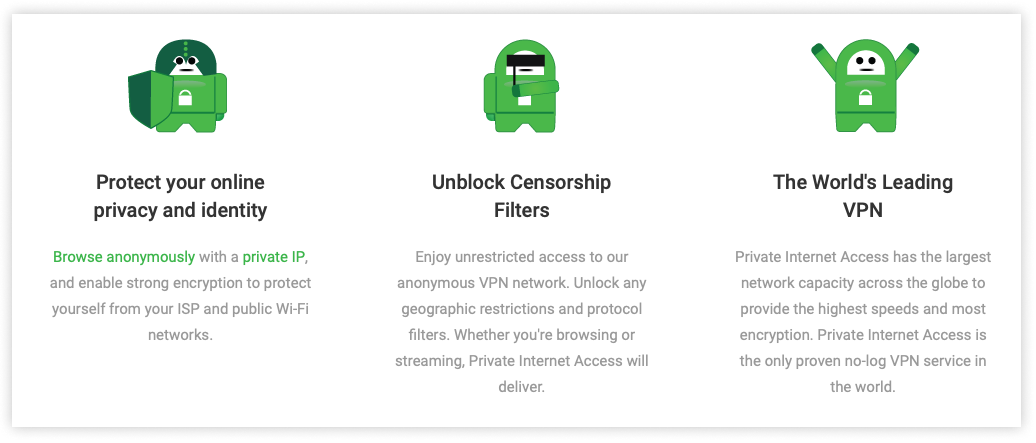 Protect your online
privacy and identity
Browse anonymously with a private IP,
and enable strong encryption to protect
yourself from your ISP and public Wi-Fi
networks.
Unblock Censorship
Filters
Enjoy unrestricted access to our
anonymous VPN network. Unlock any
geographic restrictions and protocol
filters. Whether you're browsing or
streaming, Private Internet Access will
deliver.
The World's Leading
VPN
Private Internet Access has the largest
network capacity across the globe to
provide the highest speeds and most
encryption. Private Internet Access is
the only proven no-log VPN service in
the world.